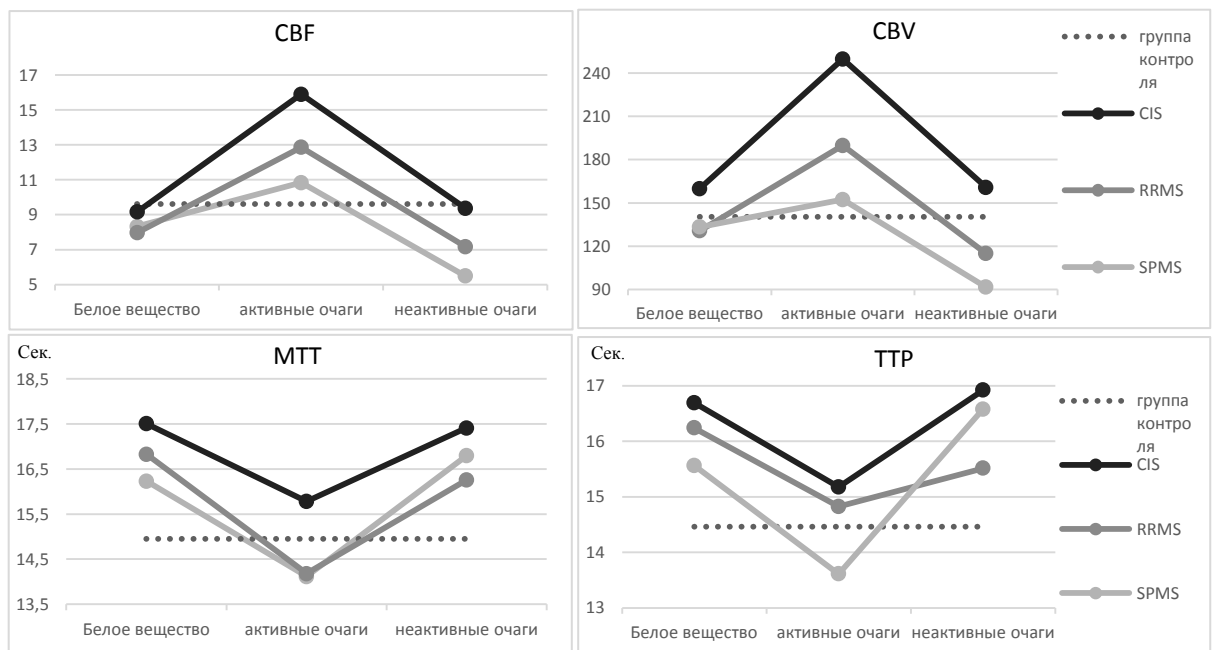 CBF
17
15
13
11
9
7
5
Белое вещество
активные очаги
неактивные очаги
CBV
240
210
180
150
120
90
Белое вещество
активные очаги
неактивные очаги
группа
контро
ля
CIS
RRMS
SPMS
Сек.
MTT
18,5
17,5
16,5
15,5
14,5
13,5
Белое вещество
активные очаги
неактивные очаги
Сек.
TTP
17
16
15
14
13
Белое вещество
активные очаги
неактивные очаги
группа
контро
ля
CIS
RRMS
SPMS